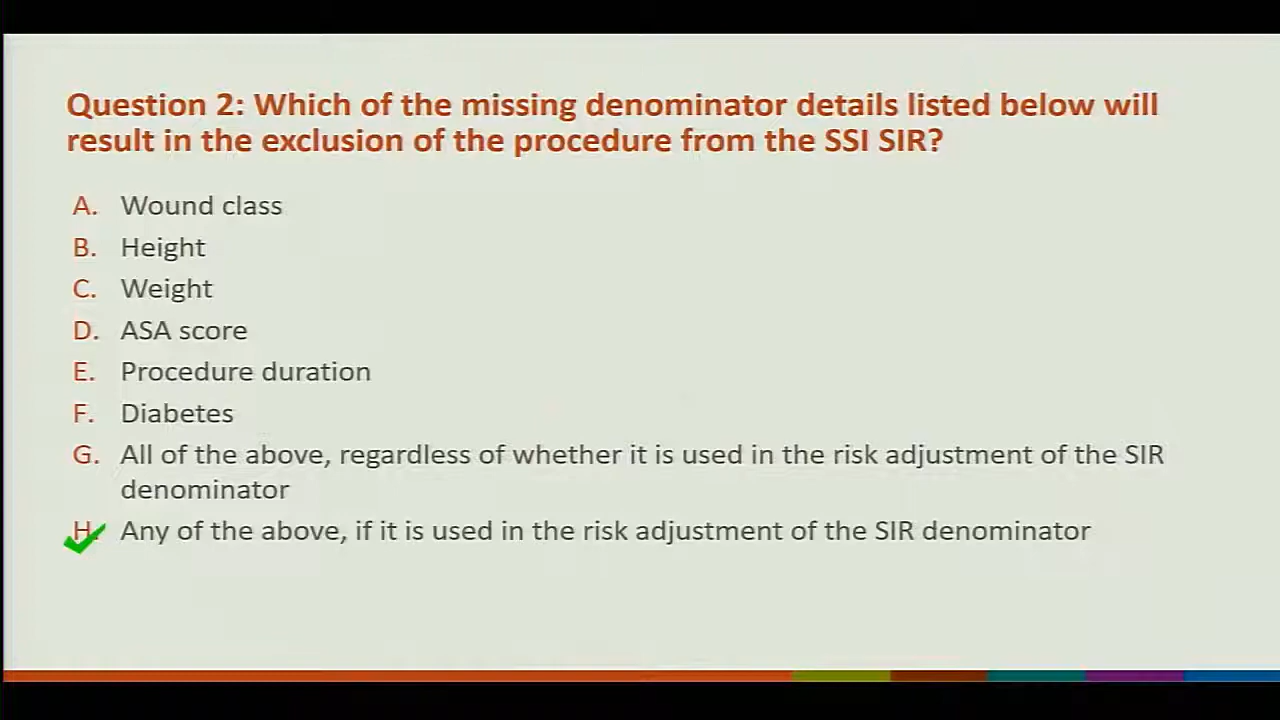 Question 2: Which of the missing denominator details listed below will
result in the exclusion of the procedure from the SSI SIR?
A. Wound class
B. Height
C. Weight
D. ASA score
E. Procedure duration
F. Diabetes
G. All of the above, regardless of whether it is used in the risk adjustment of the SIR
denominator
H. Any of the above, if it is used in the risk adjustment of the SIR denominator